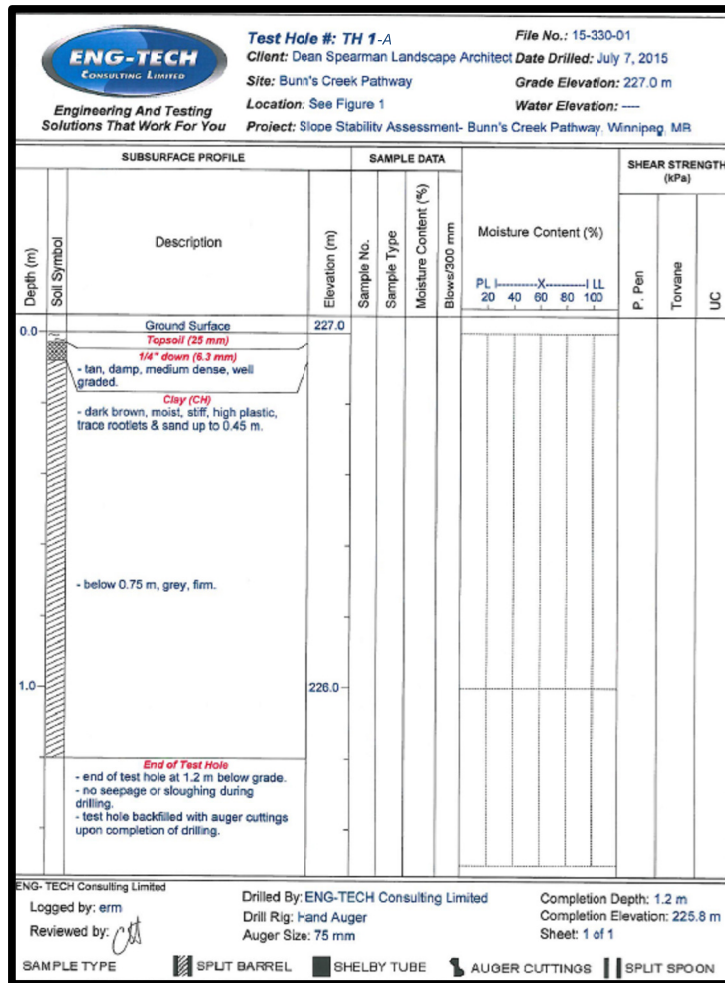 ENG-TECH
CONSULTING LIMITED
Engineering And Testing
Solutions That Work For You
Test Hole #: TH 1-A
File No.: 15-330-01
Client: Dean Spearman Landscape Architect
Date Drilled: July 7, 2015
Site: Bunn's Creek Pathway
Grade Elevation: 227.0 m
Location: See Figure 1
Water Elevation: ----
Project: Slope Stability Assessment- Bunn's Creek Pathway, Winnipeg, MB
SUBSURFACE PROFILE
SAMPLE DATA
SHEAR STRENGTH
(kPa)
Depth (m)
Soil Symbol
Description
Elevation (m)
Sample No.
Sample Type
Moisture Content (%)
Blows/300 mm
Moisture Content (%)
PL I----------X---------I LL
20 40 60 80 100
P. Pen
Torvane
UC
0.0
Ground Surface
227.0
Topsoil (25 mm)
1/4" down (6.3 mm)
- tan, damp, medium dense, well
graded.
Clay (CH)
- dark brown, moist, stiff, high plastic,
trace rootlets & sand up to 0.45 m.
- below 0.75 m, grey, firm.
1.0
226.0
End of Test Hole
- end of test hole at 1.2 m below grade.
- no seepage or sloughing during
drilling.
- test hole backfilled with auger cuttings
upon completion of drilling.
ENG- TECH Consulting Limited
Logged by: erm
Reviewed by:
Drilled By: ENG-TECH Consulting Limited
Drill Rig: Hand Auger
Auger Size: 75 mm
Completion Depth: 1.2 m
Completion Elevation: 225.8 m
Sheet: 1 of 1
SAMPLE TYPE
SPLIT BARREL
SHELBY TUBE
AUGER CUTTINGS
SPLIT SPOON